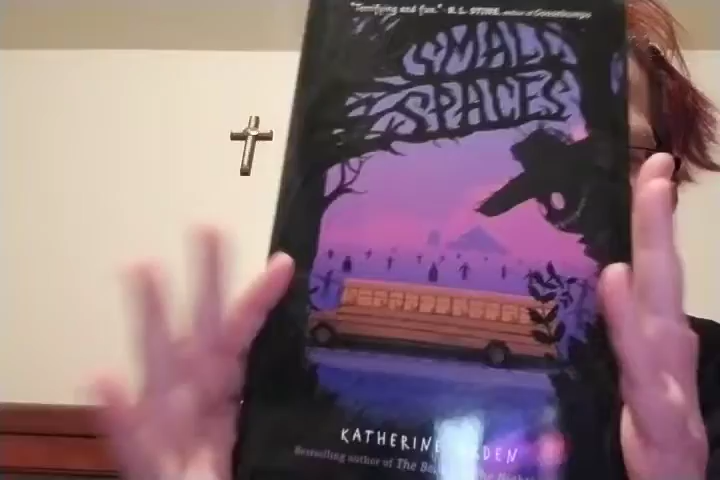 "Terrifying and fun." - R. L. STINE, author of Goosebumps
SMALL
SPACES
KATHERINE
Bestselling author of The